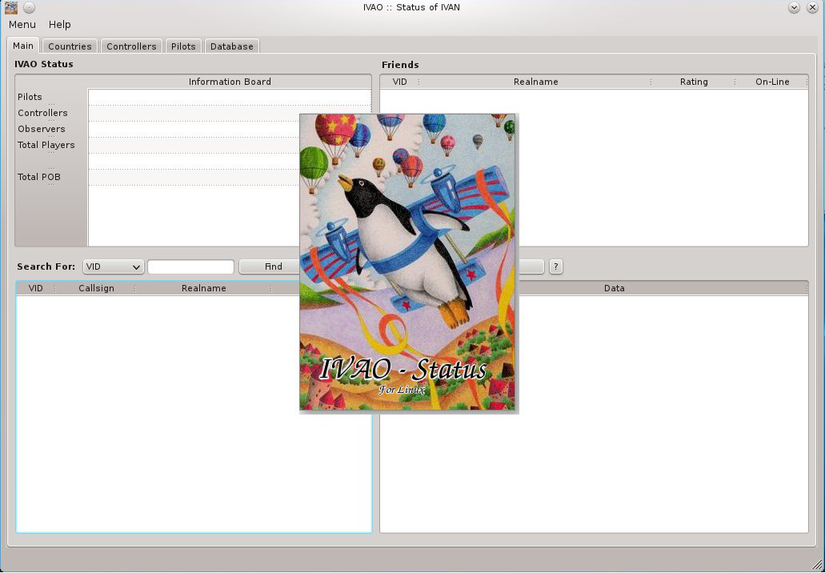 IVAO :: Status of IVAN
Menu Help
Main Countries Controllers Pilots Database
IVAO Status
Friends
Information Board
VID Realname Rating On-Line
Pilots
Controllers
Observers
Total Players
Total POB
Search For: VID Find ?
VID Callsign Realname
Data
IVAO - Status
For Linux